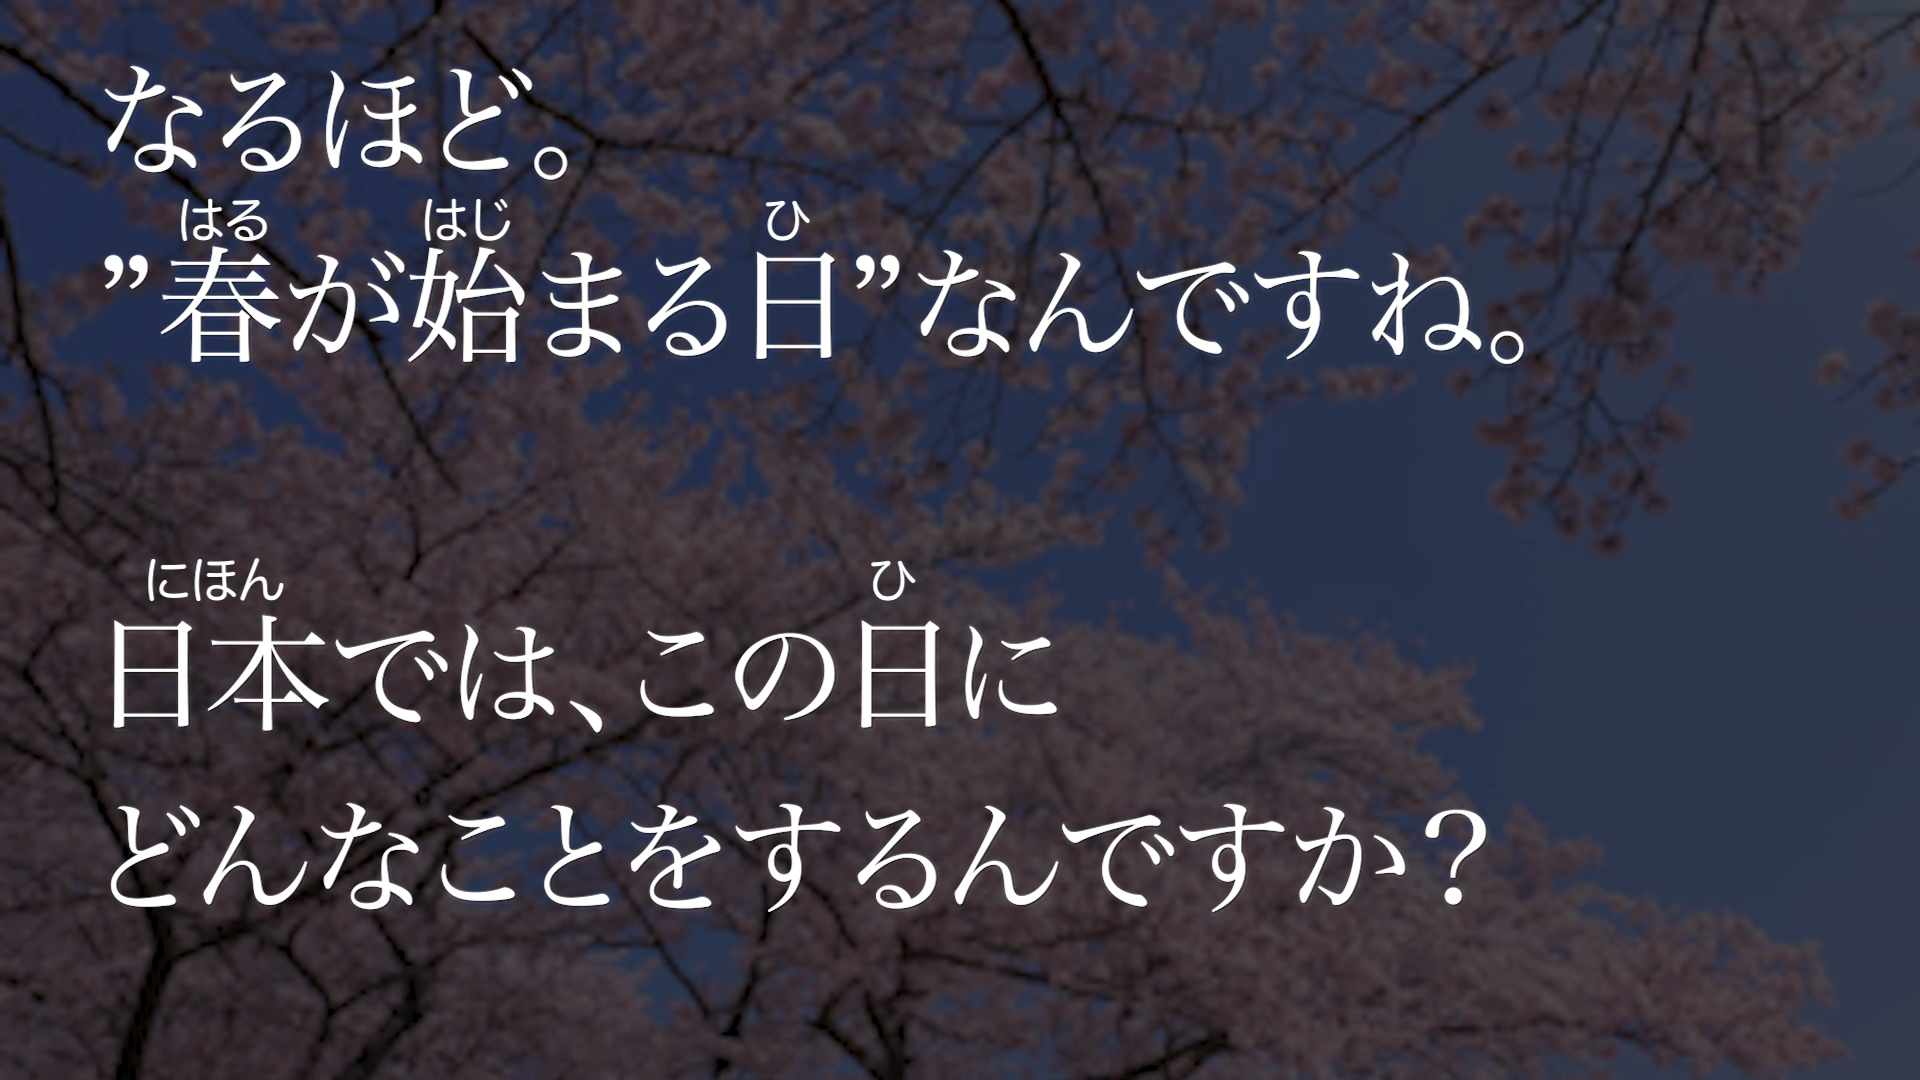 なるほど。
はる はじ ひ
”春が始まる日”なんですね。
にほん ひ
日本では、この日に
どんなことをするんですか？